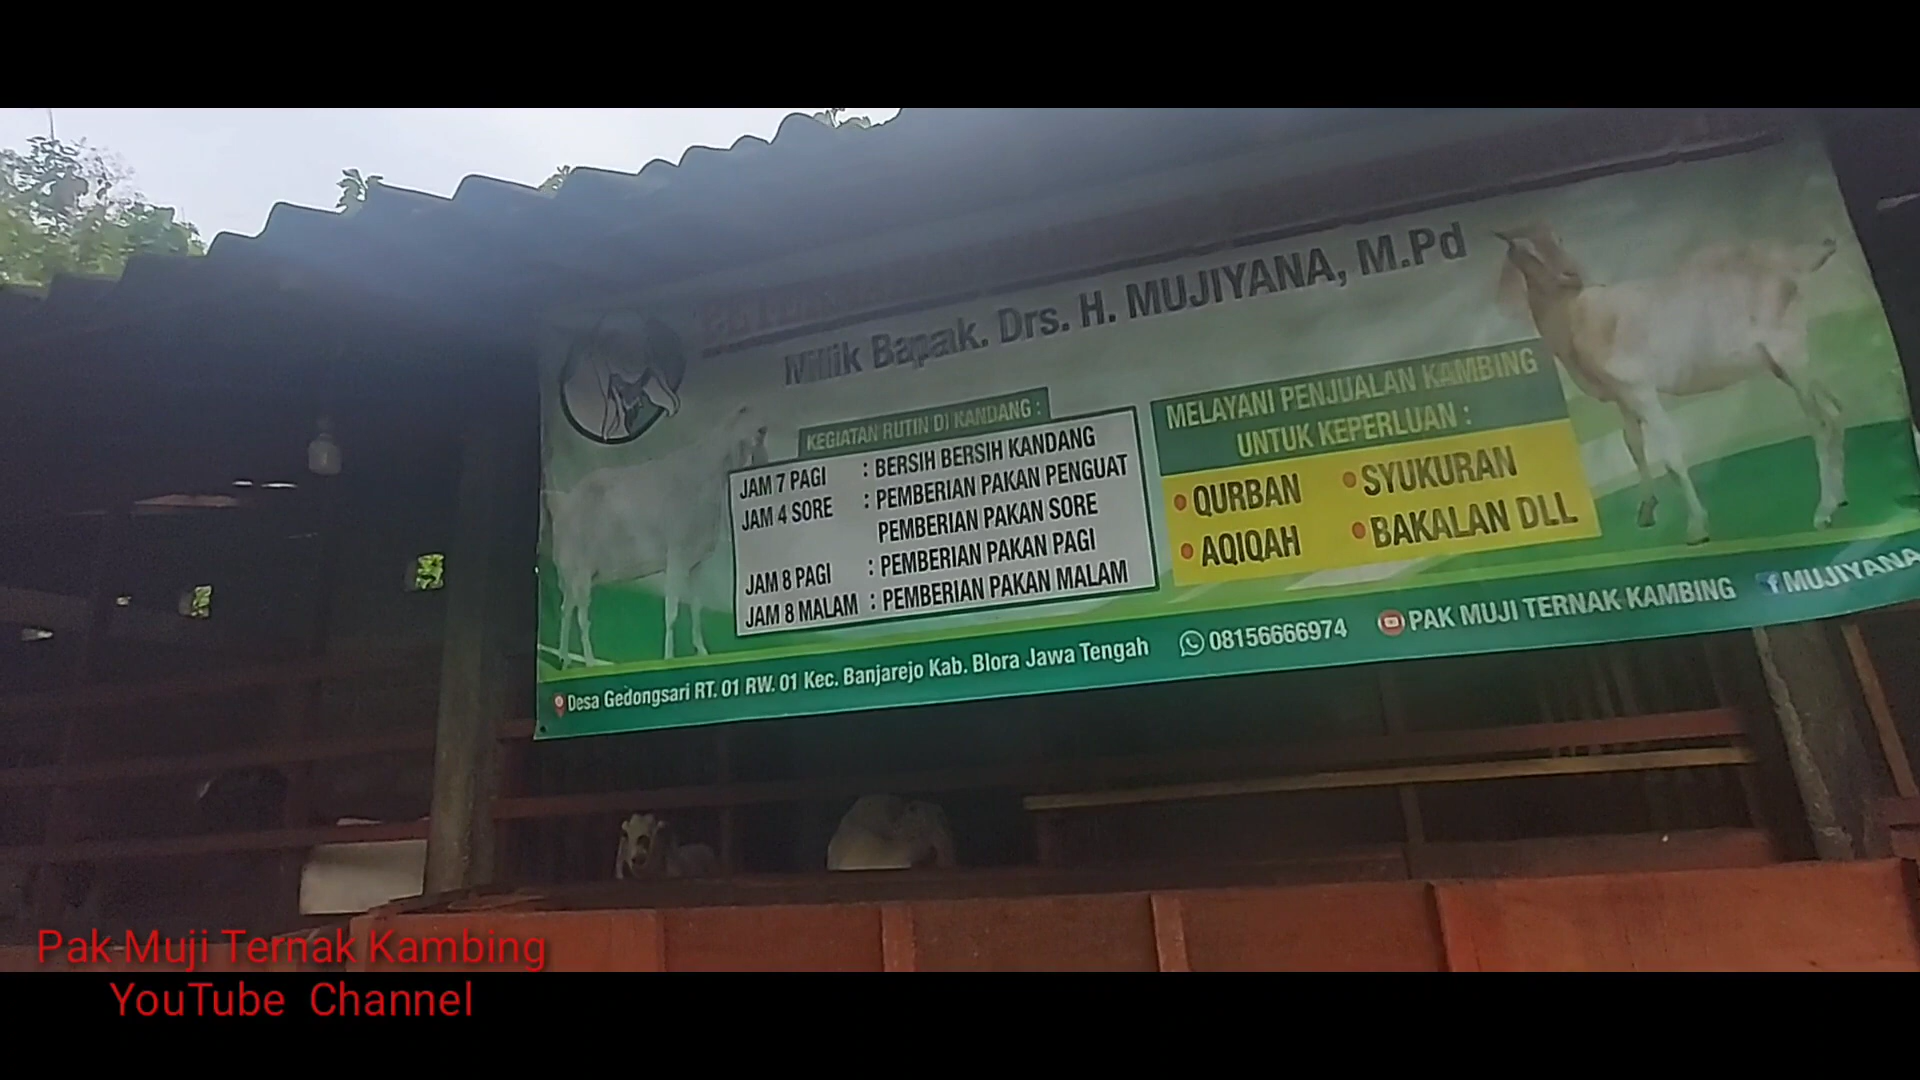 Milik Bapak. Drs. H. MUJIYANA, M.Pd
KEGIATAN RUTIN DI KANDANG :
JAM 7 PAGI : BERSIH BERSIH KANDANG
JAM 4 SORE : PEMBERIAN PAKAN PENGUAT
PEMBERIAN PAKAN SORE
JAM 8 PAGI : PEMBERIAN PAKAN PAGI
JAM 8 MALAM : PEMBERIAN PAKAN MALAM
MELAYANI PENJUALAN KAMBING
UNTUK KEPERLUAN :
• QURBAN • SYUKURAN
• AQIQAH • BAKALAN DLL
Desa Gedongsari RT. 01 RW. 01 Kec. Banjarejo Kab. Blora Jawa Tengah 08156666974 PAK MUJI TERNAK KAMBING MUJIYANA
Pak Muji Ternak Kambing
YouTube Channel